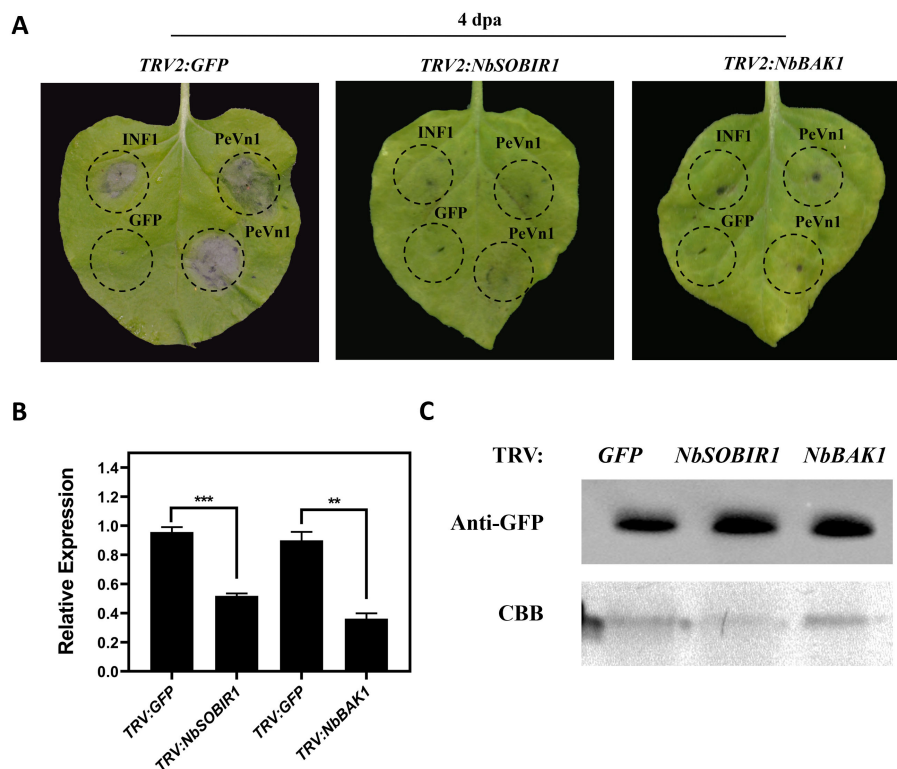 A
4 dpa
TRV2:GFP
TRV2:NbSOBIR1
TRV2:NbBAK1
INF1
PeVn1
GFP
PeVn1
INF1
PeVn1
GFP
PeVn1
INF1
PeVn1
GFP
PeVn1
B
Relative Expression
1.4
1.2
1.0
0.8
0.6
0.4
0.2
0.0
***
**
TRV:GFP
TRV:NbSOBIR1
TRV:GFP
TRV:NbBAK1
C
TRV: GFP NbSOBIR1 NbBAK1
Anti-GFP
CBB